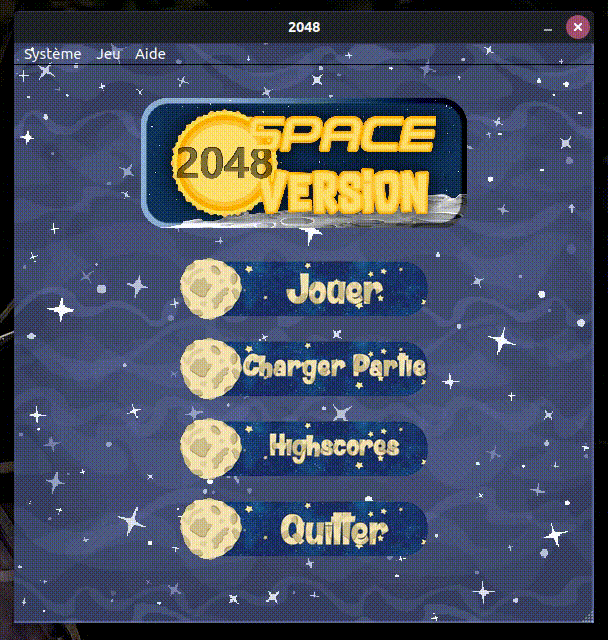 2048
Système Jeu Aide
2048
SPACE
VERSION
Jouer
Charger Partie
Highscores
Quitter